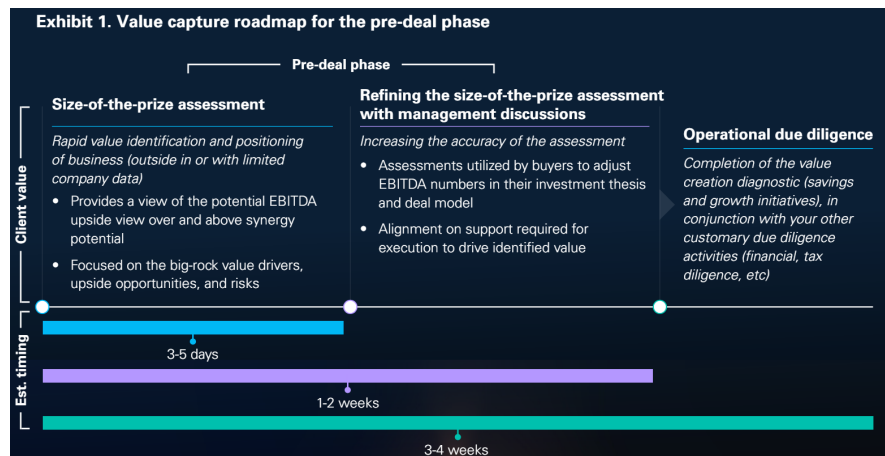 Exhibit 1. Value capture roadmap for the pre-deal phase
Pre-deal phase
Client value
Size-of-the-prize assessment
Rapid value identification and positioning
of business (outside in or with limited
company data)
• Provides a view of the potential EBITDA
upside view over and above synergy
potential
• Focused on the big-rock value drivers,
upside opportunities, and risks
Refining the size-of-the-prize assessment
with management discussions
Increasing the accuracy of the assessment
• Assessments utilized by buyers to adjust
EBITDA numbers in their investment thesis
and deal model
• Alignment on support required for
execution to drive identified value
Operational due diligence
Completion of the value
creation diagnostic (savings
and growth initiatives), in
conjunction with your other
customary due diligence
activities (financial, tax
diligence, etc)
Est. timing
3-5 days
1-2 weeks
3-4 weeks